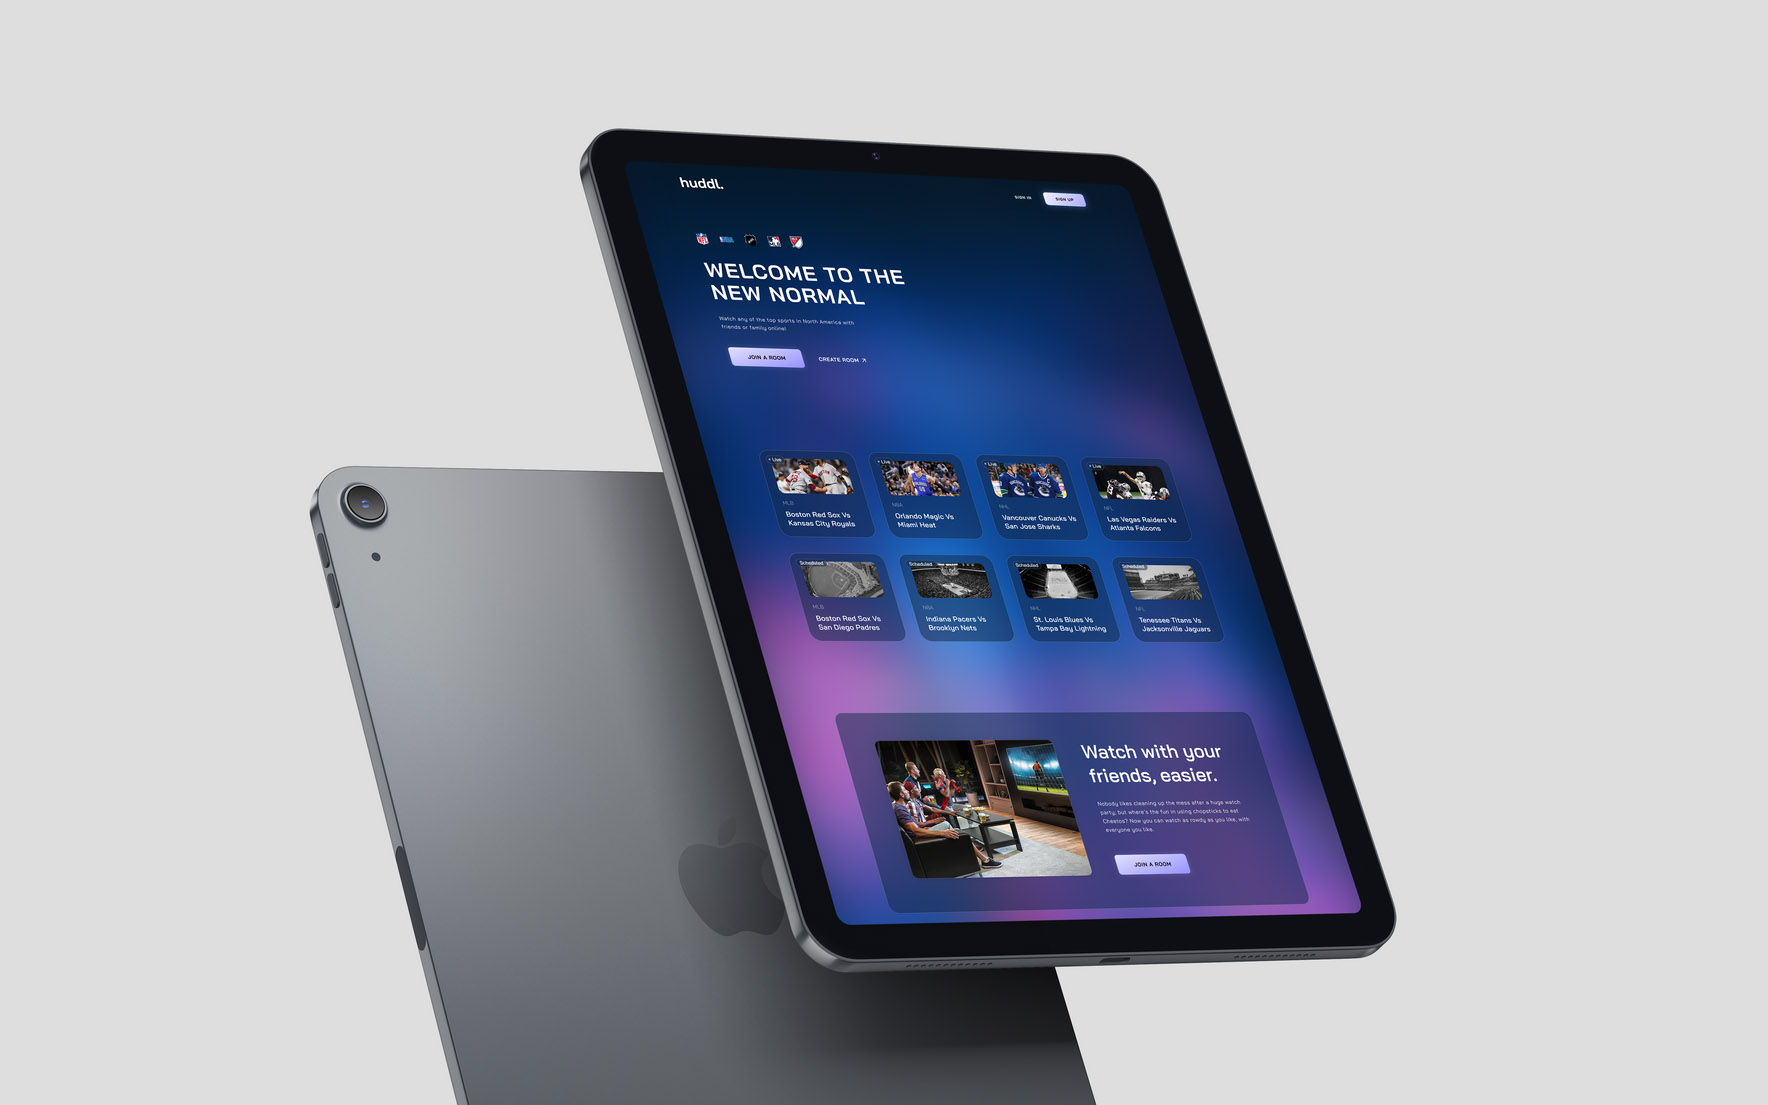 huddl.
SIGN IN
SIGN UP
WELCOME TO THE
NEW NORMAL
Watch any of the top sports in North America with
friends or family online!
JOIN A ROOM
CREATE ROOM
Live
MLB
Boston Red Sox Vs
Kansas City Royals
Live
NBA
Orlando Magic Vs
Miami Heat
Live
NHL
Vancouver Canucks Vs
San Jose Sharks
Live
NFL
Las Vegas Raiders Vs
Atlanta Falcons
Scheduled
MLB
Boston Red Sox Vs
San Diego Padres
Scheduled
NBA
Indiana Pacers Vs
Brooklyn Nets
Scheduled
NHL
St. Louis Blues Vs
Tampa Bay Lightning
Scheduled
NFL
Tenessee Titans Vs
Jacksonville Jaguars
Watch with your
friends, easier.
Nobody likes cleaning up the mess after a huge watch
party; but where's the fun in using chopsticks to eat
Cheetos? Now you can watch as rowdy as you like, with
everyone you like.
JOIN A ROOM